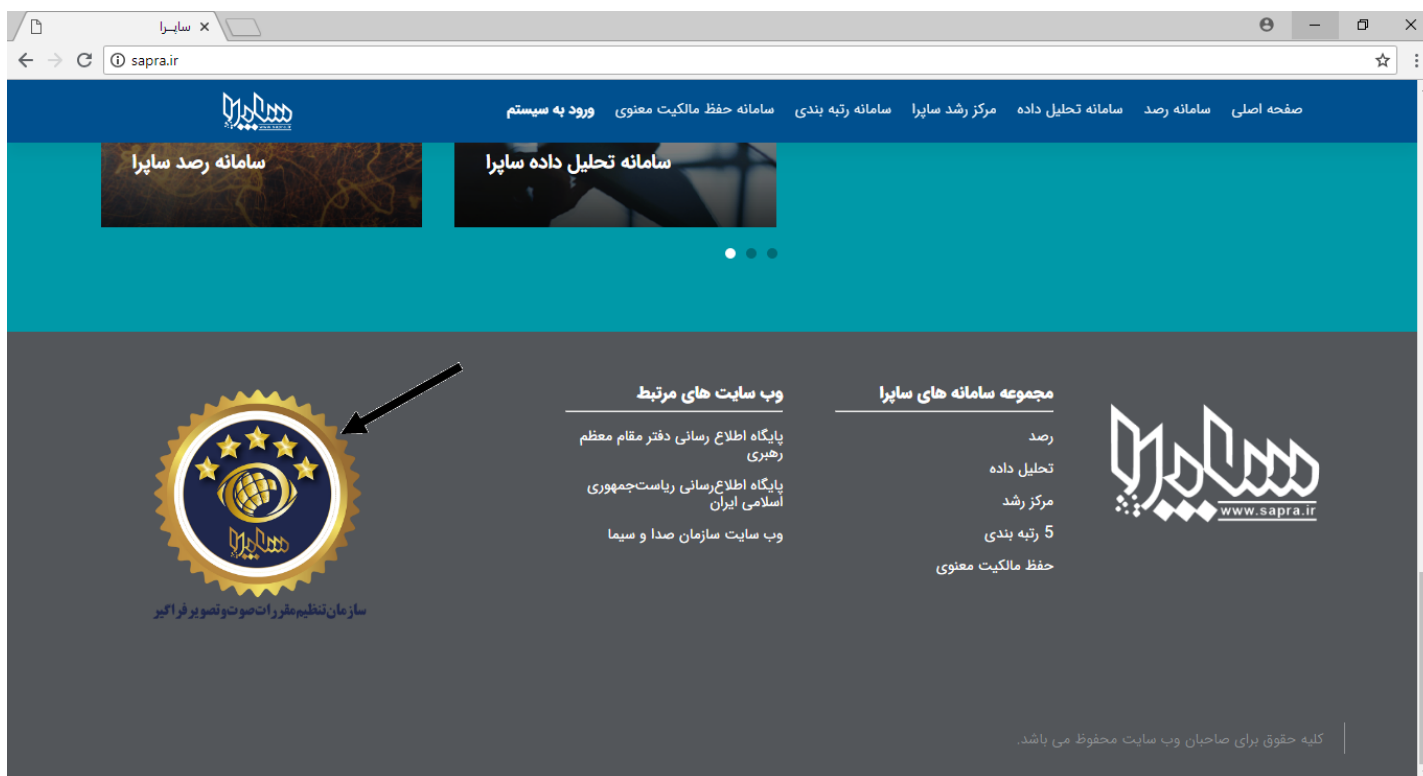 ساپـرا
sapra.ir
صفحه اصلی
سامانه رصد
سامانه تحلیل داده
مرکز رشد ساپرا
سامانه رتبه بندی
سامانه حفظ مالکیت معنوی
ورود به سیستم
ساپرا
سامانه تحلیل داده ساپرا
سامانه رصد ساپرا
ساپرا
www.sapra.ir
مجموعه سامانه های ساپرا
رصد
تحلیل داده
مرکز رشد
5 رتبه بندی
حفظ مالکیت معنوی
وب سایت های مرتبط
پایگاه اطلاع رسانی دفتر مقام معظم
رهبری
پایگاه اطلاع‌رسانی ریاست‌جمهوری
اسلامی ایران
وب سایت سازمان صدا و سیما
ساپرا
سازمان تنظیم مقررات صوت و تصویر فراگیر
کلیه حقوق برای صاحبان وب سایت محفوظ می باشد.